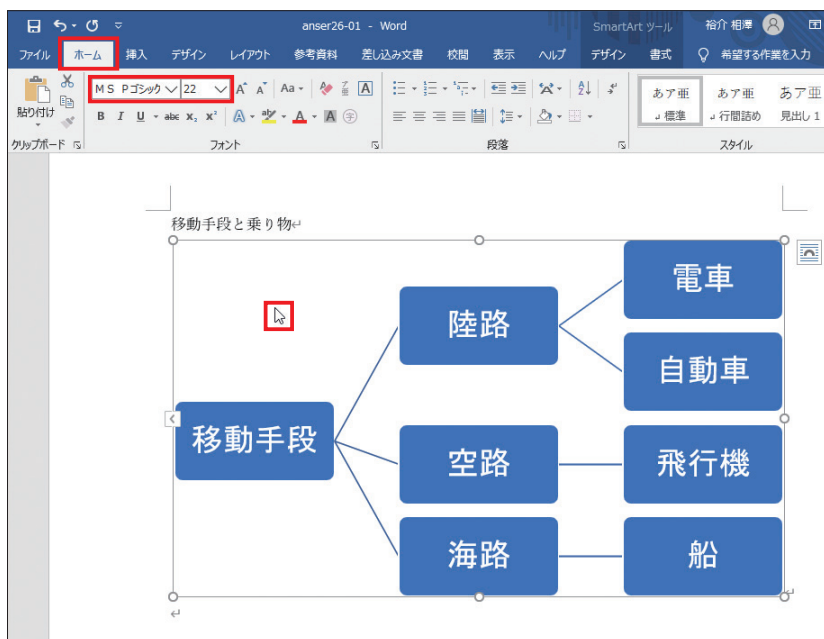 anser26-01 - Word
SmartArt ツール
裕介 相澤
ファイル ホーム 挿入 デザイン レイアウト 参考資料 差し込み文書 校閲 表示 ヘルプ デザイン 書式 希望する作業を入力
MS Pゴシック 22 A A Aa A
貼り付け
B I U abc x₂ x² A aby A A 字
あア亜 標準
あア亜 行間詰め
あア亜 見出し 1
クリップボード フォント 段落 スタイル
移動手段と乗り物
電車
陸路
自動車
移動手段
空路
飛行機
海路
船